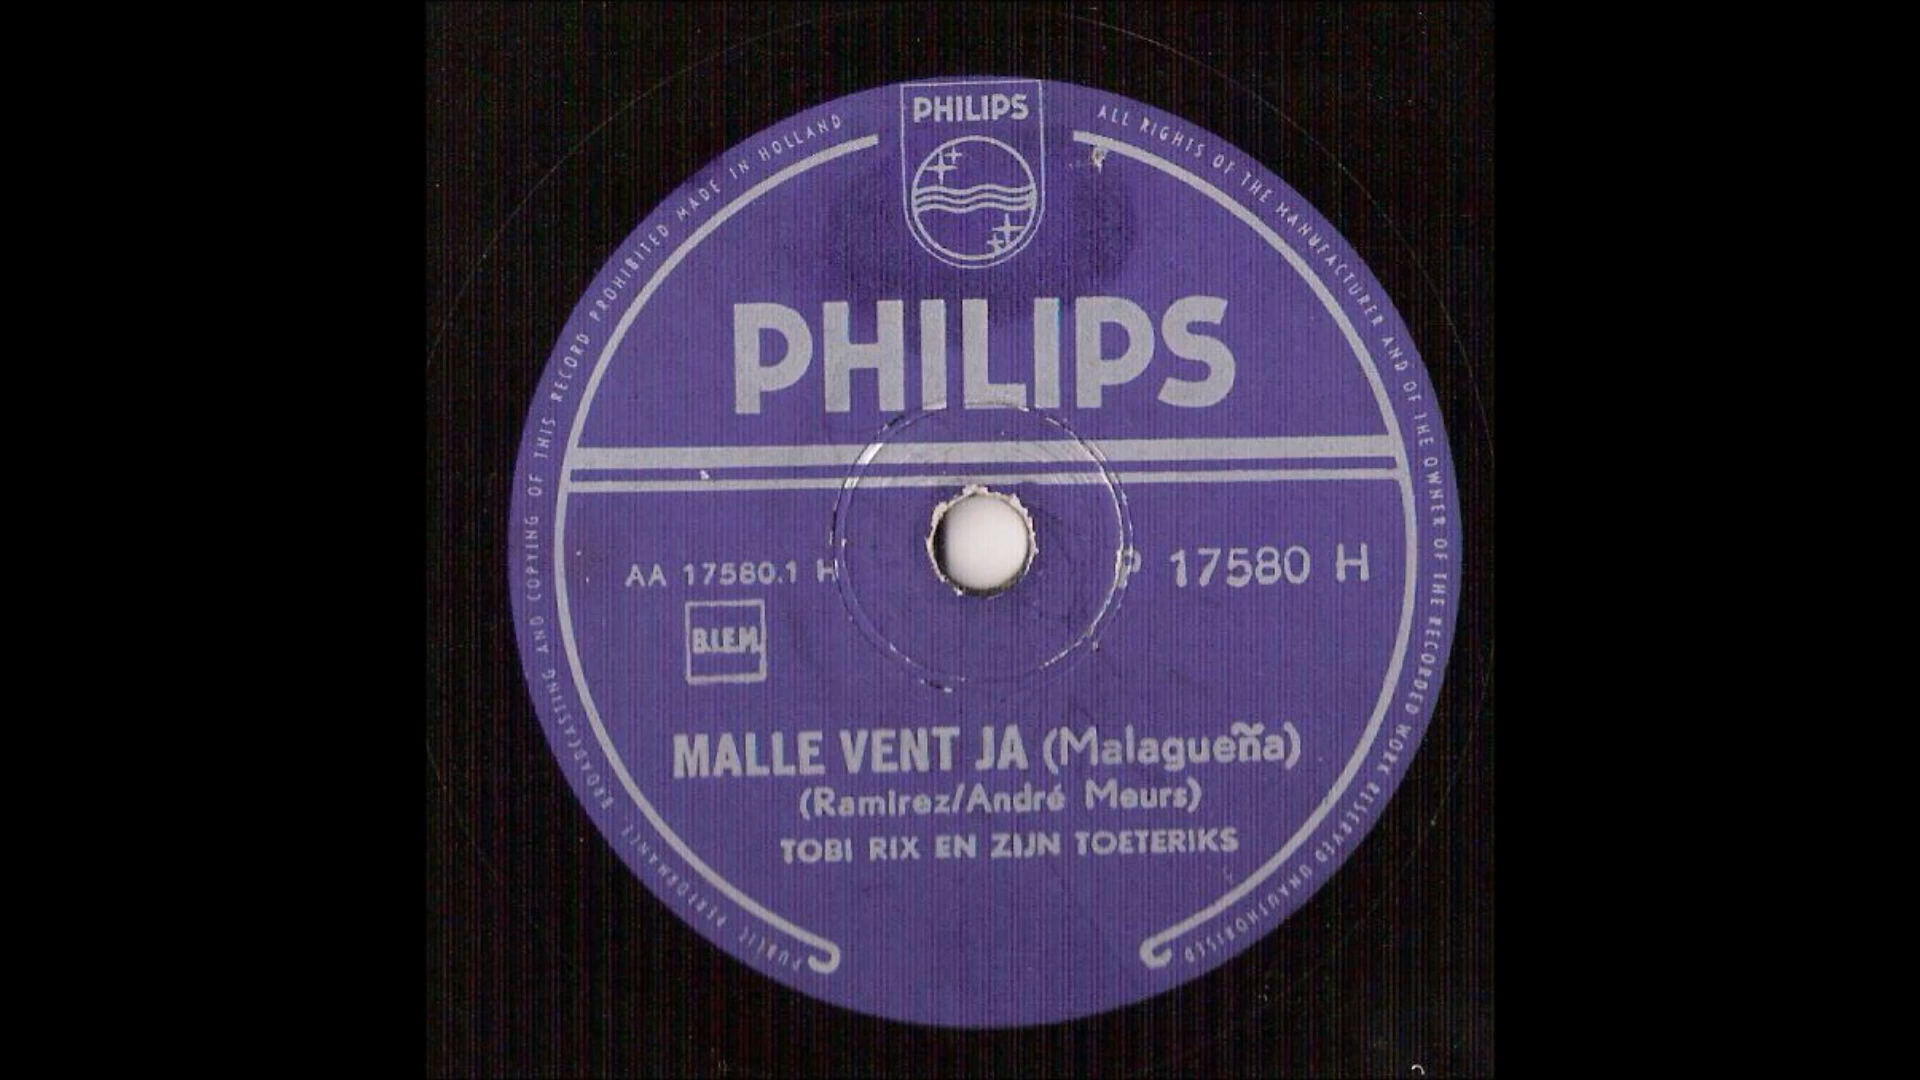 PHILIPS
ALL RIGHTS OF THE MANUFACTURER AND OF THE OWNER OF THE RECORDED WORK RESERVED UNAUTHORISED
PUBLIC PERFORMANCE BROADCASTING AND COPYING OF THIS RECORD PROHIBITED MADE IN HOLLAND
PHILIPS
AA 17580.1 H
P 17580 H
B.I.E.M.
MALLE VENT JA (Malagueña)
(Ramirez/André Meurs)
TOBI RIX EN ZIJN TOETERIKS